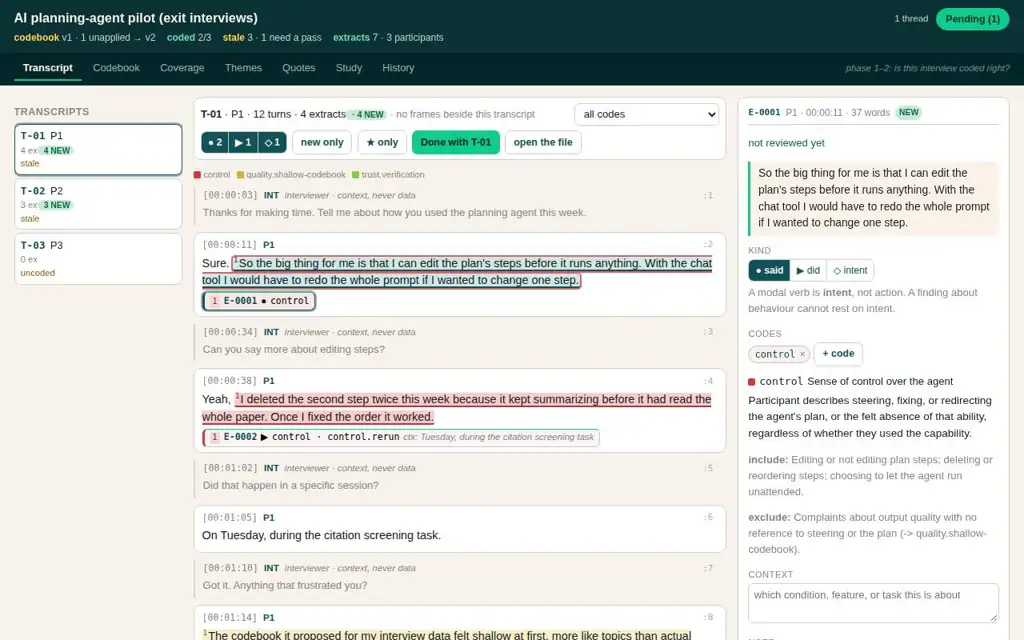 AI planning-agent pilot (exit interviews)
1 thread
Pending (1)
codebook v1 · 1 unapplied → v2 coded 2/3 stale 3 · 1 need a pass extracts 7 · 3 participants
Transcript Codebook Coverage Themes Quotes Study History
phase 1–2: is this interview coded right?
TRANSCRIPTS
T-01 P1
4 ex 4 NEW
stale
T-02 P2
3 ex 3 NEW
stale
T-03 P3
0 ex
uncoded
T-01 · P1 · 12 turns · 4 extracts · 4 NEW · no frames beside this transcript
all codes
● 2 ▶ 1 ◇ 1 new only ★ only Done with T-01 open the file
control quality.shallow-codebook trust.verification
[00:00:03] INT interviewer - context, never data :1
Thanks for making time. Tell me about how you used the planning agent this week.
[00:00:11] P1 :2
Sure. 1So the big thing for me is that I can edit the plan's steps before it runs anything. With the chat
tool I would have to redo the whole prompt if I wanted to change one step.
1 E-0001 ● control
[00:00:34] INT interviewer - context, never data :3
Can you say more about editing steps?
[00:00:38] P1 :4
Yeah, 1I deleted the second step twice this week because it kept summarizing before it had read the
whole paper. Once I fixed the order it worked.
1 E-0002 ▶ control · control.rerun ctx: Tuesday, during the citation screening task
[00:01:02] INT interviewer - context, never data :5
Did that happen in a specific session?
[00:01:05] P1 :6
On Tuesday, during the citation screening task.
[00:01:10] INT interviewer - context, never data :7
Got it. Anything that frustrated you?
[00:01:14] P1 :8
1The codebook it proposed for my interview data felt shallow at first, more like topics than actual
E-0001 P1 · 00:00:11 · 37 words NEW
not reviewed yet
So the big thing for me is that I can edit the
plan's steps before it runs anything. With the
chat tool I would have to redo the whole prompt
if I wanted to change one step.
KIND
● said ▶ did ◇ intent
A modal verb is intent, not action. A finding about
behaviour cannot rest on intent.
CODES
control × + code
control Sense of control over the agent
Participant describes steering, fixing, or redirecting
the agent's plan, or the felt absence of that ability,
regardless of whether they used the capability.
include: Editing or not editing plan steps; deleting or
reordering steps; choosing to let the agent run
unattended.
exclude: Complaints about output quality with no
reference to steering or the plan (-> quality.shallow-
codebook).
CONTEXT
which condition, feature, or task this is about